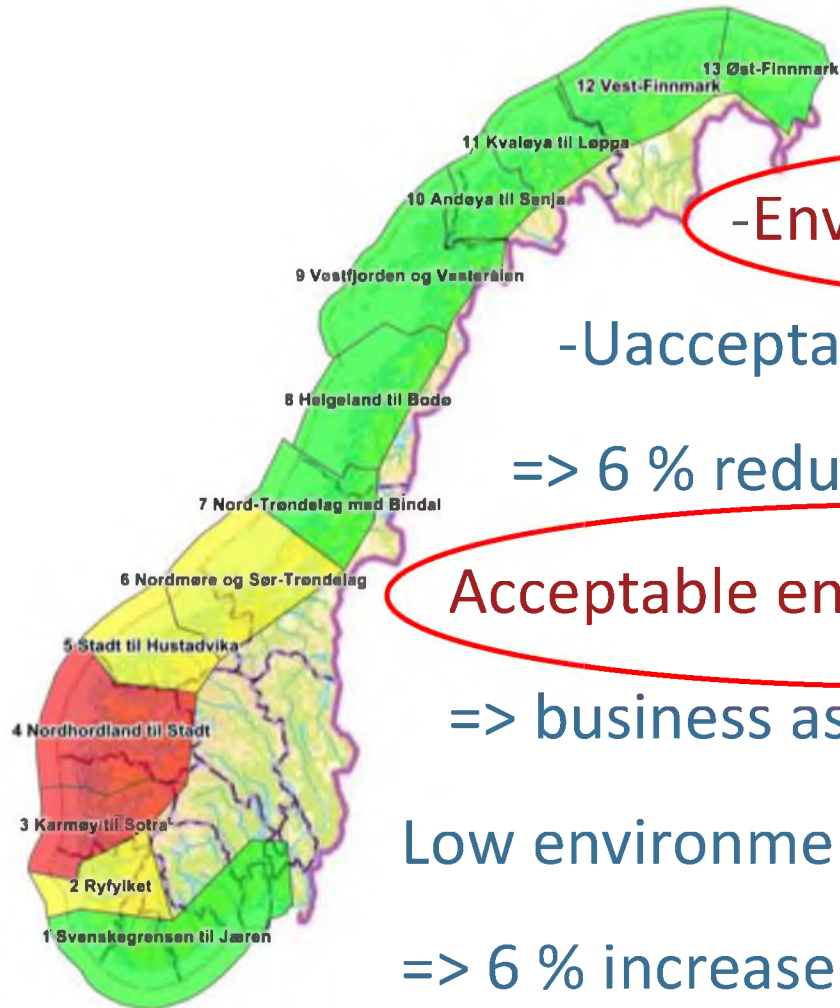 13 Øst-Finnmark
12 Vest-Finnmark
11 Kvaløya til Løppa
10 Andøya til Senja
-Env
9 Vestfjorden og Vesterålen
-Uaccepta
8 Helgeland til Bodø
=> 6 % redu
7 Nord-Trøndelag med Bindal
6 Nordmøre og Sør-Trøndelag
Acceptable en
5 Stadt til Hustadvika
=> business as
4 Nordhordland til Stadt
3 Karmøy til Sotra
Low environme
2 Ryfylket
1 Svenskegrensen til Jæren
=> 6 % increase